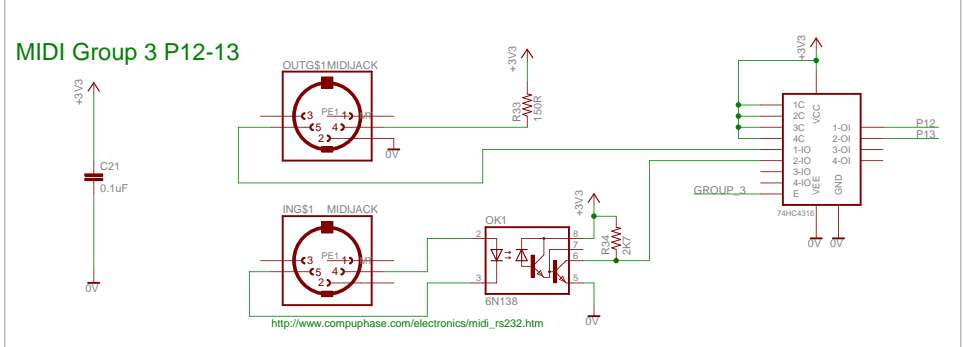 MIDI Group 3 P12-13
+3V3
C21
0.1uF
0V
OUTG$1 MIDIJACK
3
PE1
1
5
4
2
0V
+3V3
R33
150R
ING$1 MIDIJACK
3
PE1
1
5
4
2
http://www.compuphase.com/electronics/midi_rs232.htm
OK1
2
3
8
7
6
5
6N138
+3V3
R34
2K7
0V
+3V3
1C
2C
3C
4C
1-IO
2-IO
3-IO
4-IO
E
VCC
VEE
GND
1-OI
2-OI
3-OI
4-OI
P12
P13
GROUP_3
74HC4316
0V
0V